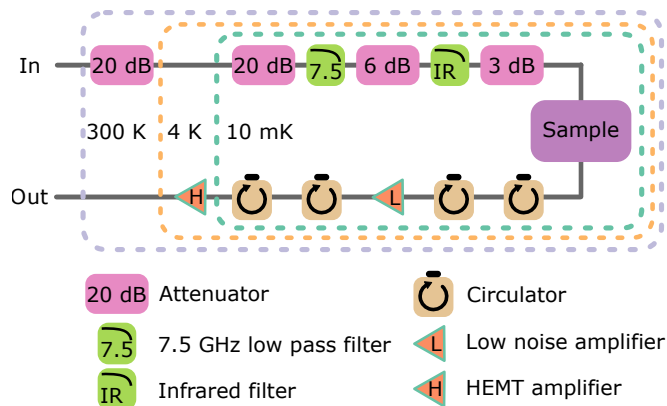 In 20 dB 20 dB 7.5 6 dB IR 3 dB
300 K 4 K 10 mK Sample
Out H L
20 dB Attenuator Circulator
7.5 7.5 GHz low pass filter L Low noise amplifier
IR Infrared filter H HEMT amplifier